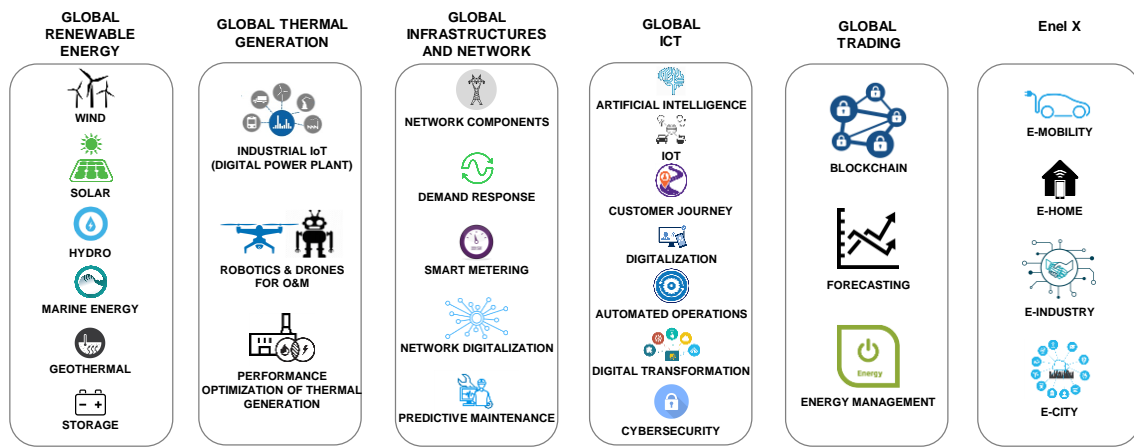 GLOBAL
RENEWABLE
ENERGY
WIND
SOLAR
HYDRO
MARINE ENERGY
GEOTHERMAL
STORAGE
GLOBAL THERMAL
GENERATION
INDUSTRIAL IoT
(DIGITAL POWER PLANT)
ROBOTICS & DRONES
FOR O&M
PERFORMANCE
OPTIMIZATION OF THERMAL
GENERATION
GLOBAL
INFRASTRUCTURES
AND NETWORK
NETWORK COMPONENTS
DEMAND RESPONSE
SMART METERING
NETWORK DIGITALIZATION
PREDICTIVE MAINTENANCE
GLOBAL
ICT
ARTIFICIAL INTELLIGENCE
IOT
CUSTOMER JOURNEY
DIGITALIZATION
AUTOMATED OPERATIONS
DIGITAL TRANSFORMATION
CYBERSECURITY
GLOBAL
TRADING
BLOCKCHAIN
FORECASTING
Energy
ENERGY MANAGEMENT
Enel X
E-MOBILITY
E-HOME
E-INDUSTRY
E-CITY